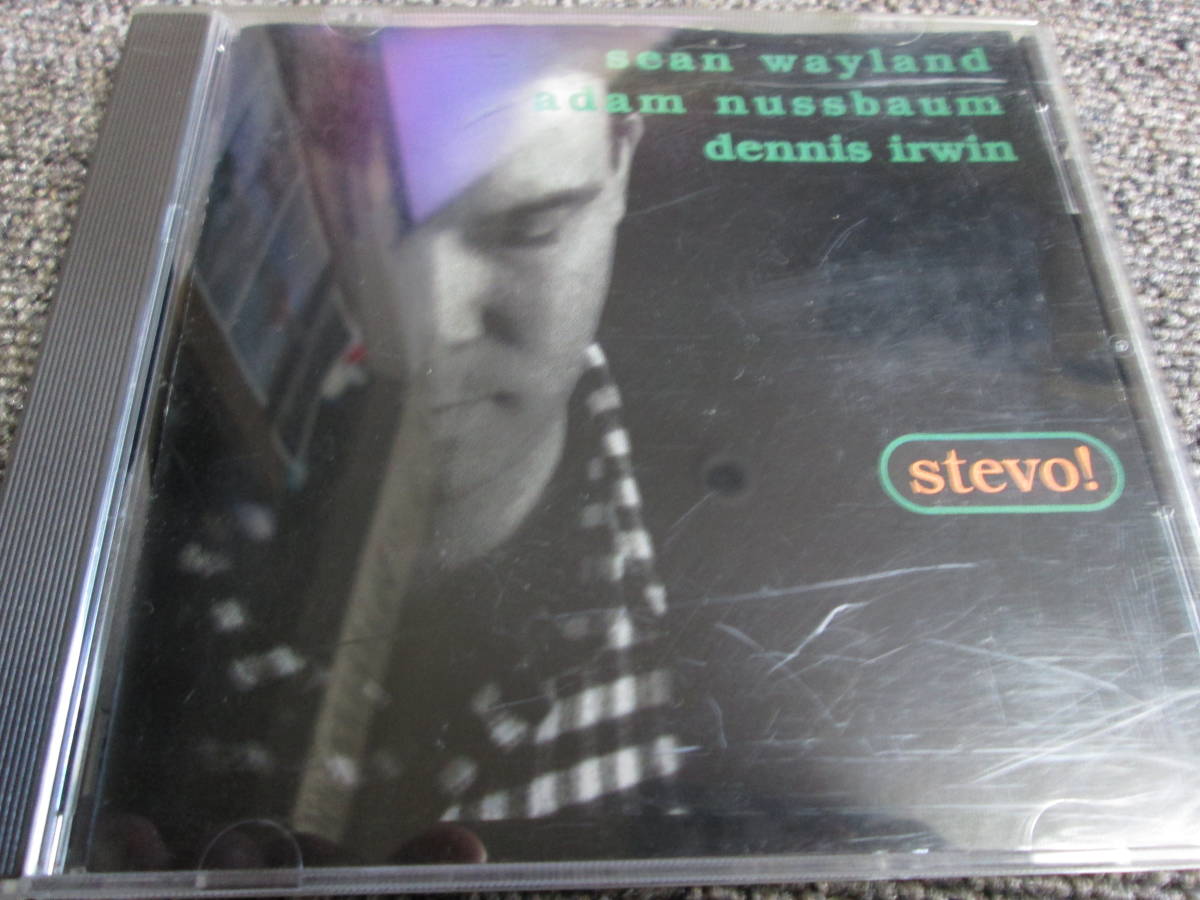 sean wayland
adam nussbaum
dennis irwin
stevo!